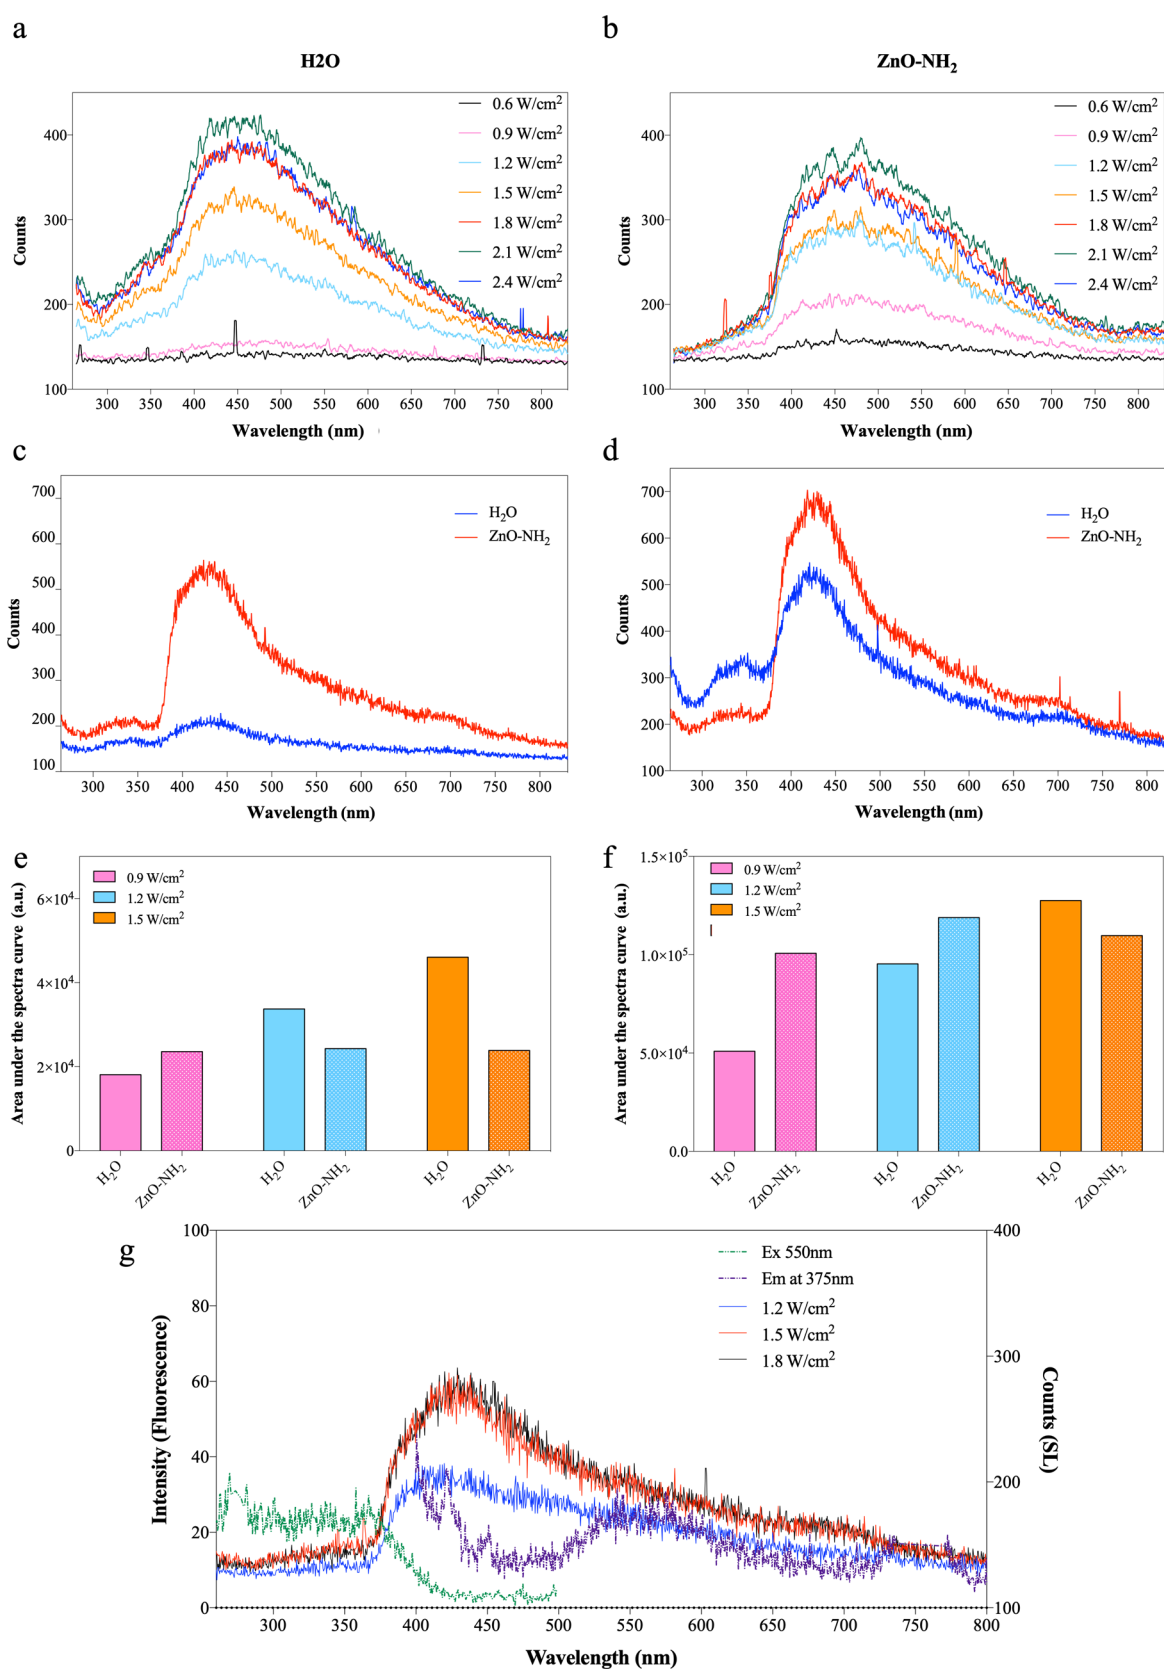 a
H2O
400
300
200
100
Counts
300 350 400 450 500 550 600 650 700 750 800
Wavelength (nm)
0.6 W/cm²
0.9 W/cm²
1.2 W/cm²
1.5 W/cm²
1.8 W/cm²
2.1 W/cm²
2.4 W/cm²
b
ZnO-NH₂
400
300
200
100
Counts
300 350 400 450 500 550 600 650 700 750 800
Wavelength (nm)
0.6 W/cm²
0.9 W/cm²
1.2 W/cm²
1.5 W/cm²
1.8 W/cm²
2.1 W/cm²
2.4 W/cm²
c
700
600
500
400
300
200
100
Counts
300 350 400 450 500 550 600 650 700 750 800
Wavelength (nm)
H₂O
ZnO-NH₂
d
700
600
500
400
300
200
100
Counts
300 350 400 450 500 550 600 650 700 750 800
Wavelength (nm)
H₂O
ZnO-NH₂
e
Area under the spectra curve (a.u.)
6×10⁴
4×10⁴
2×10⁴
0
0.9 W/cm²
1.2 W/cm²
1.5 W/cm²
H₂O
ZnO-NH₂
H₂O
ZnO-NH₂
H₂O
ZnO-NH₂
f
Area under the spectra curve (a.u.)
1.5×10⁵
1.0×10⁵
5.0×10⁴
0.0
0.9 W/cm²
1.2 W/cm²
1.5 W/cm²
H₂O
ZnO-NH₂
H₂O
ZnO-NH₂
H₂O
ZnO-NH₂
g
Intensity (Fluorescence)
100
80
60
40
20
0
Ex 550nm
Em at 375nm
1.2 W/cm²
1.5 W/cm²
1.8 W/cm²
400
300
200
100
Counts (SL)
300 350 400 450 500 550 600 650 700 750 800
Wavelength (nm)